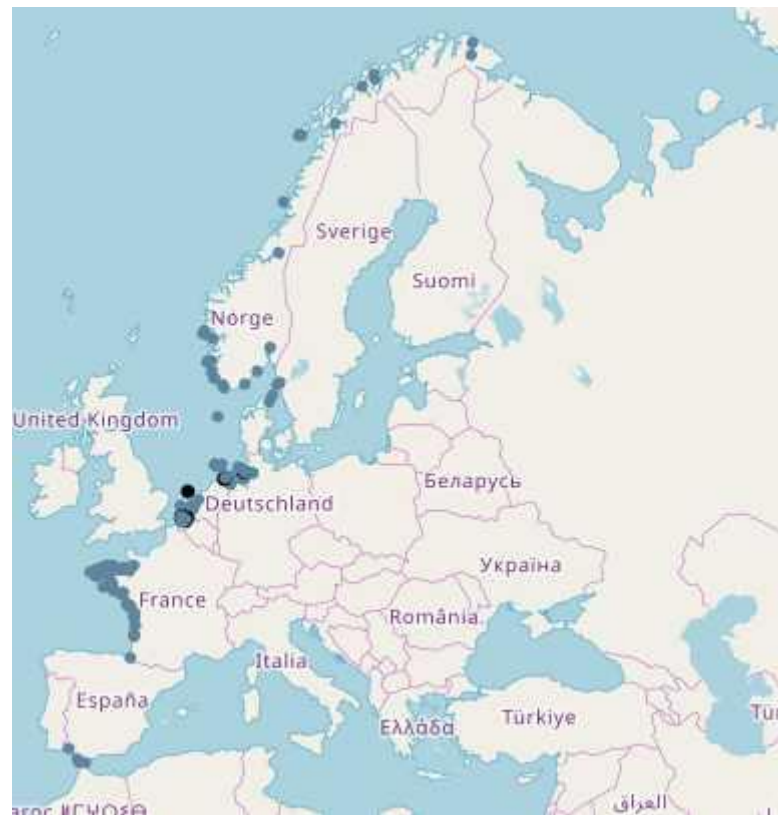 Sverige
Suomi
Norge
United Kingdom
Беларусь
Deutschland
Україна
France
România
Italia
España
Ελλάδα
Türkiye
العراق